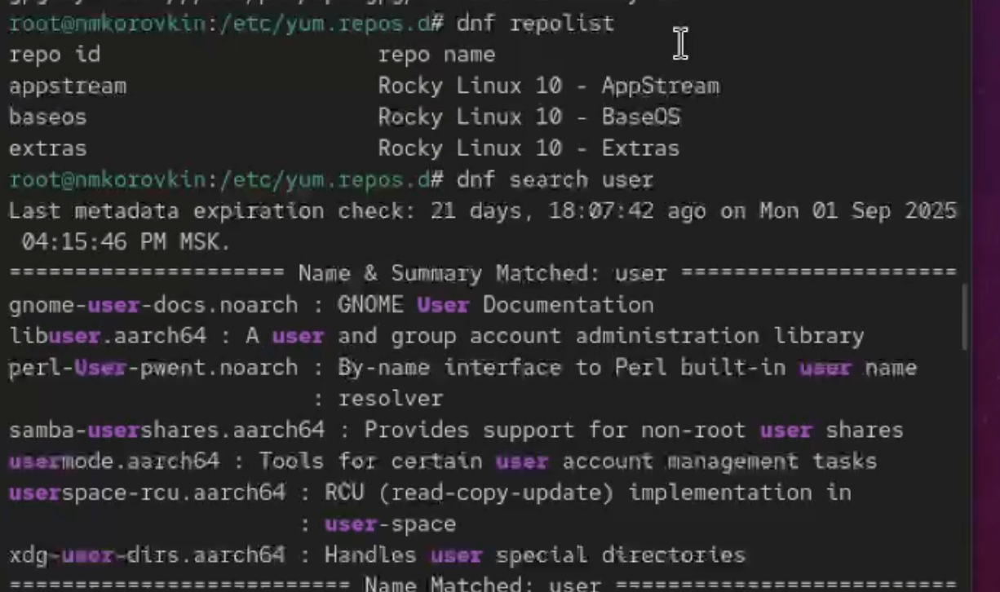 root@nmkorovkin:/etc/yum.repos.d# dnf repolist
repo id                     repo name
appstream                   Rocky Linux 10 - AppStream
baseos                      Rocky Linux 10 - BaseOS
extras                      Rocky Linux 10 - Extras
root@nmkorovkin:/etc/yum.repos.d# dnf search user
Last metadata expiration check: 21 days, 18:07:42 ago on Mon 01 Sep 2025
 04:15:46 PM MSK.
===================== Name & Summary Matched: user =====================
gnome-user-docs.noarch : GNOME User Documentation
libuser.aarch64 : A user and group account administration library
perl-User-pwent.noarch : By-name interface to Perl built-in user name
                       : resolver
samba-usershares.aarch64 : Provides support for non-root user shares
usermode.aarch64 : Tools for certain user account management tasks
userspace-rcu.aarch64 : RCU (read-copy-update) implementation in
                      : user-space
xdg-user-dirs.aarch64 : Handles user special directories
========================== Name Matched: user ==========================